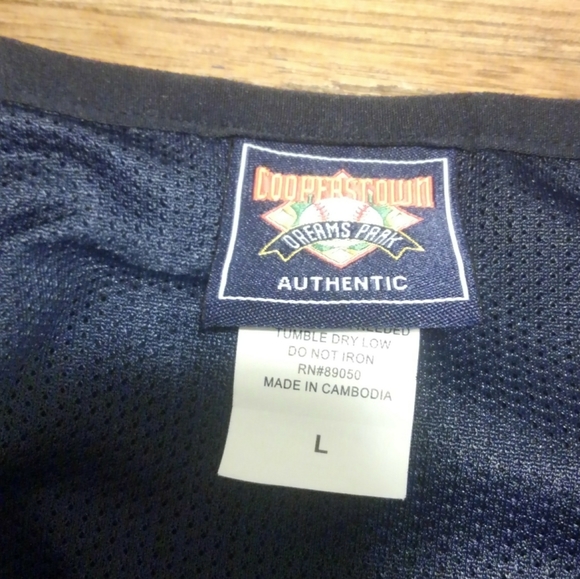 COOPERSTOWN
DREAMS PARK
AUTHENTIC
TUMBLE DRY LOW
DO NOT IRON
RN#89050
MADE IN CAMBODIA
L